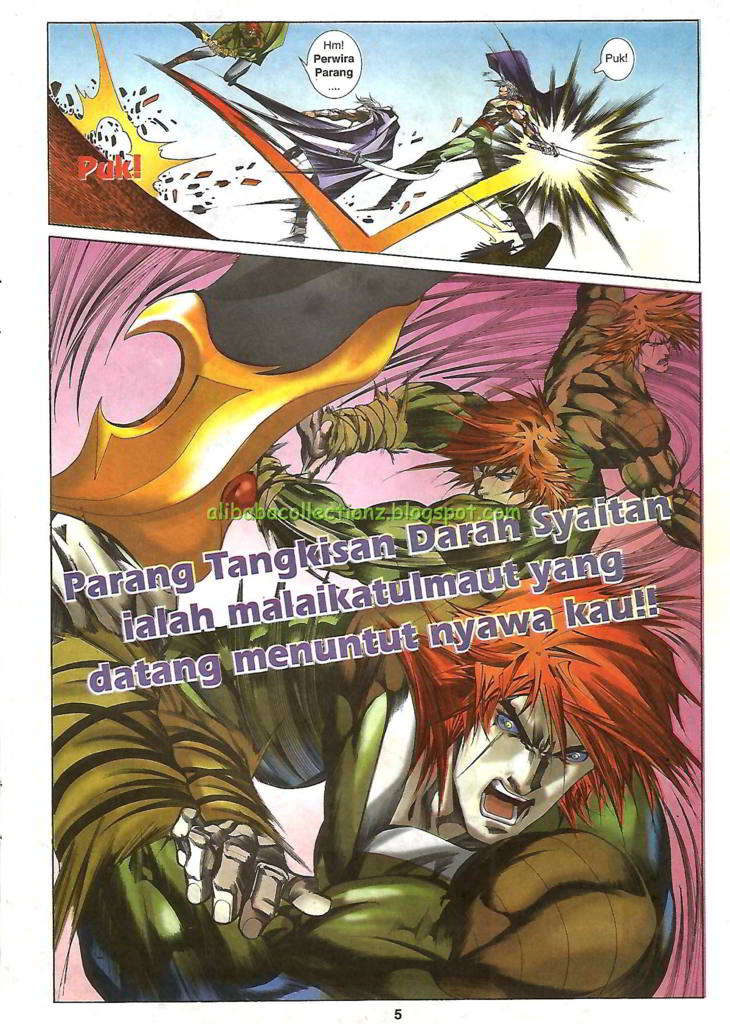 Hm!
Perwira
Parang
....
Puk!
Puk!
alibabacollectionz.blogspot.com
Parang Tangkisan Darah Syaitan
ialah malaikatulmaut yang
datang menuntut nyawa kau!!
5